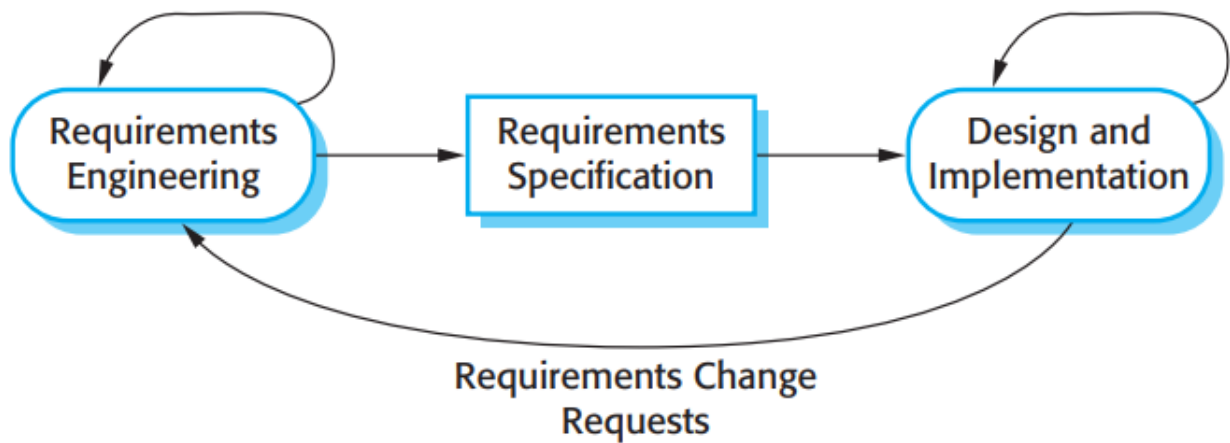 Requirements
Engineering
Requirements
Specification
Design and
Implementation
Requirements Change
Requests